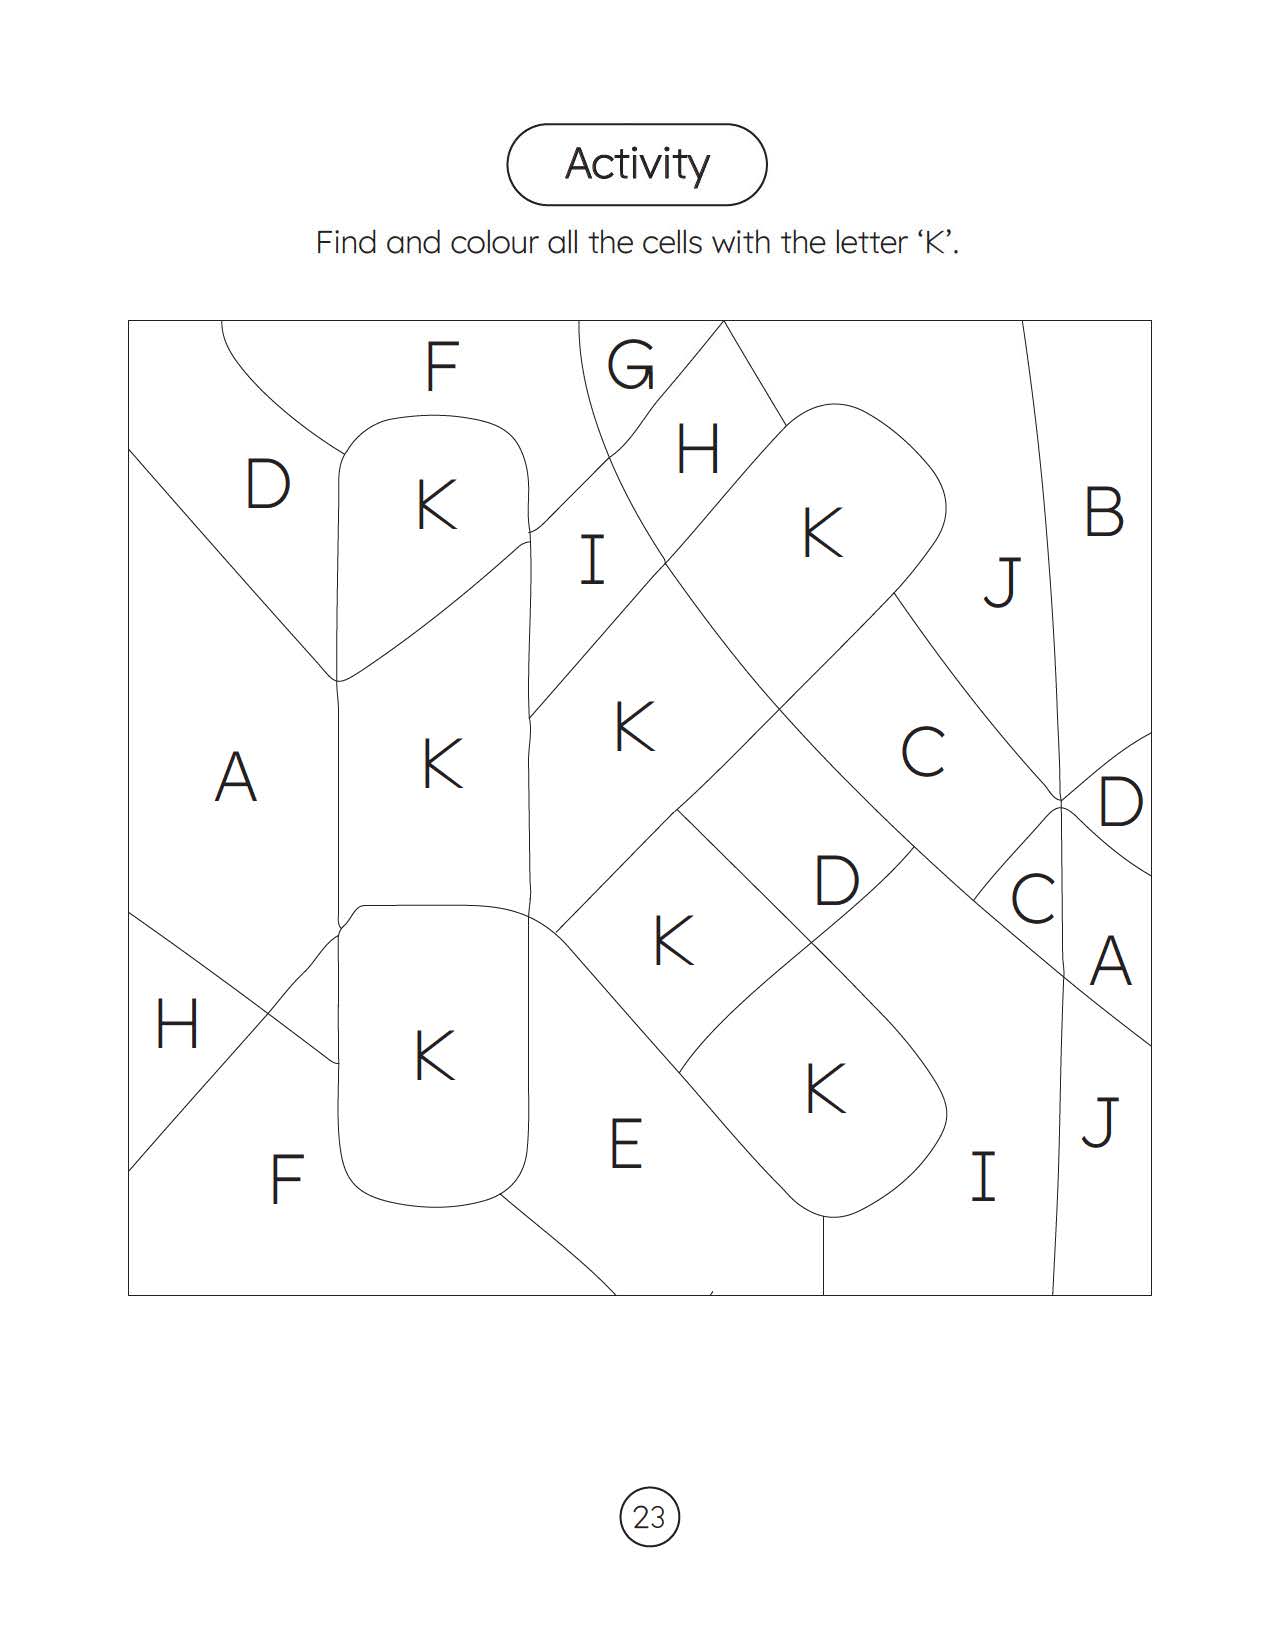 Activity
Find and colour all the cells with the letter ‘K’.
F G
H
D K K B
I J
K C
K D
A
D
C
K A
H
K K J
E
F I
23